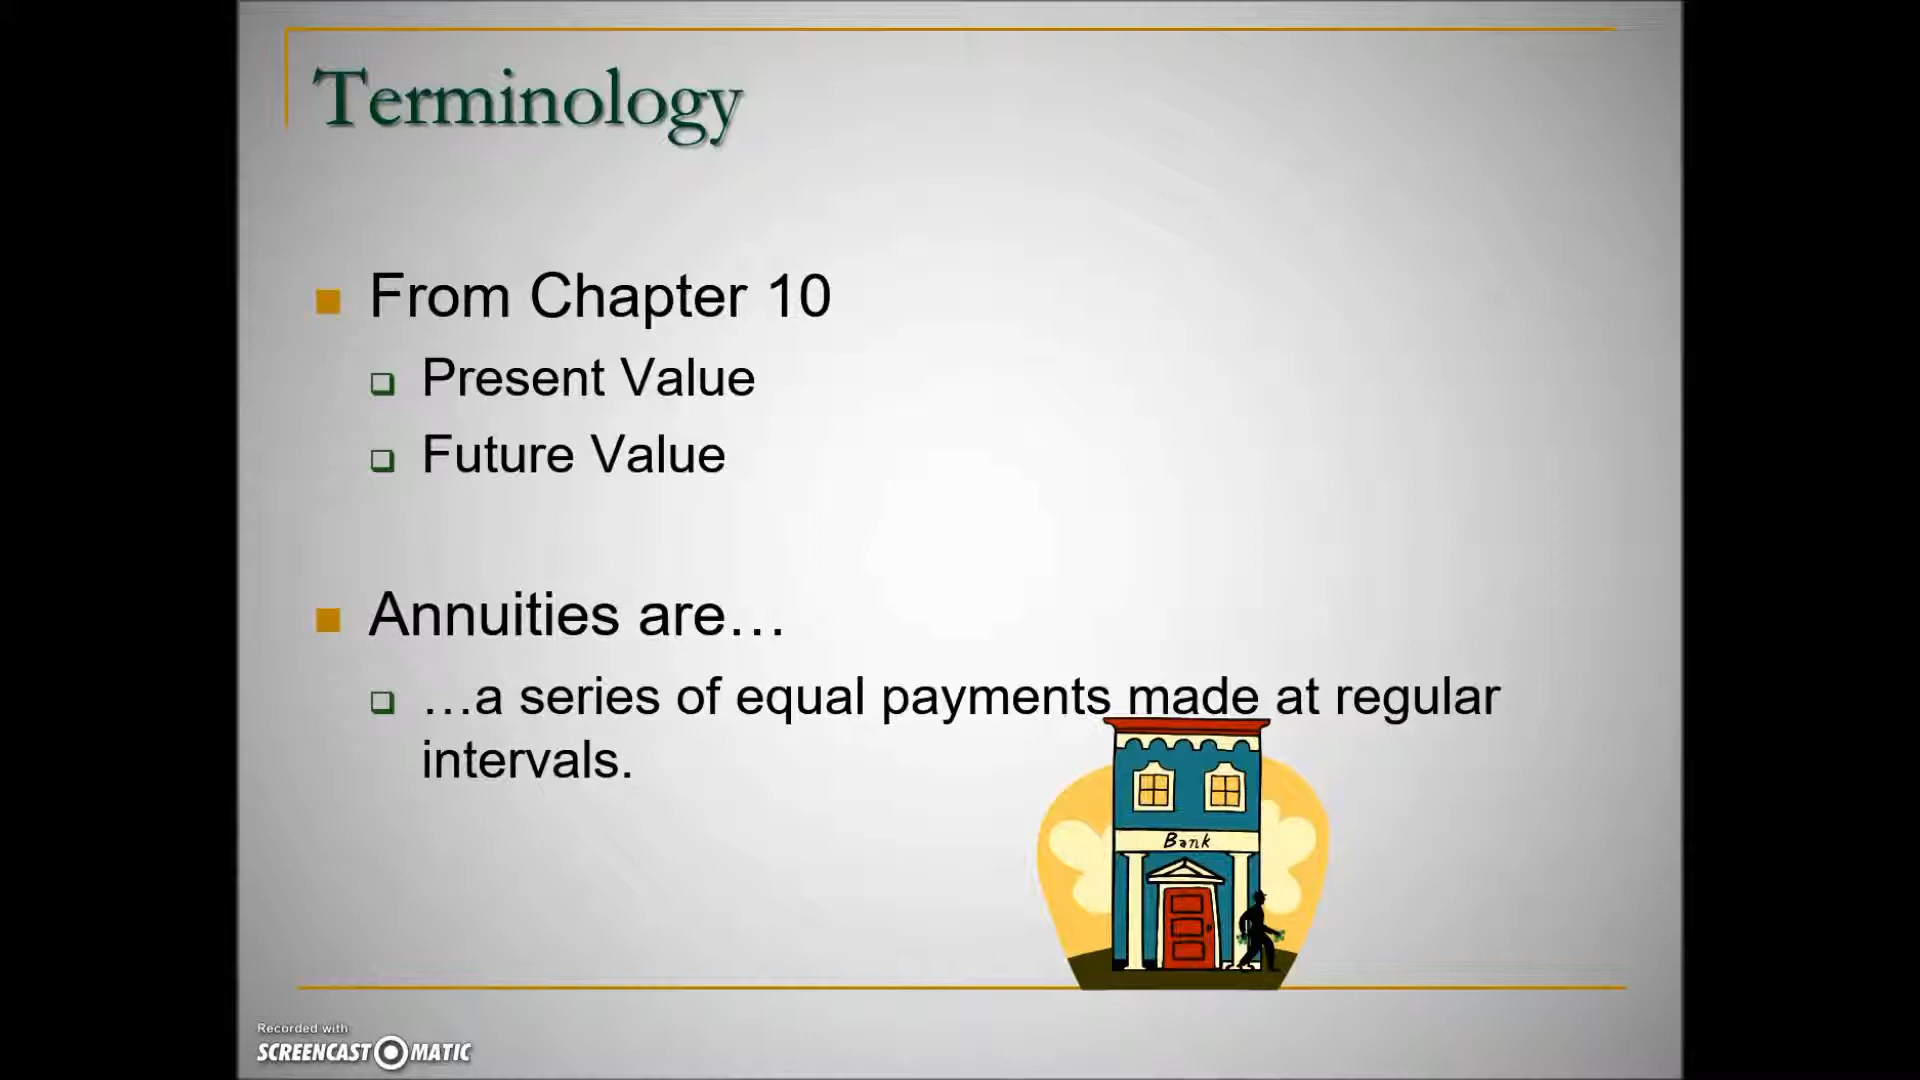 Terminology
From Chapter 10
Present Value
Future Value
Annuities are…
…a series of equal payments made at regular
intervals.
Bank
Recorded with
SCREENCAST MATIC